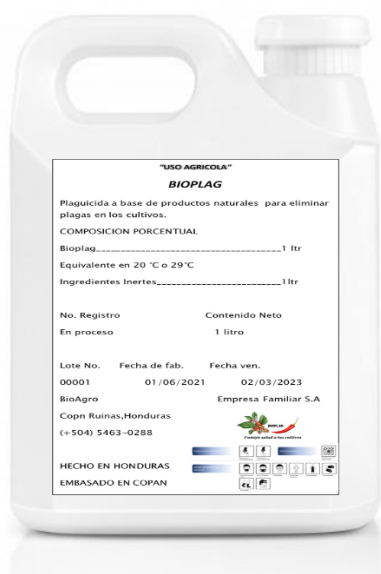 "USO AGRICOLA"
BIOPLAG
Plaguicida a base de productos naturales para eliminar
plagas en los cultivos.
COMPOSICION PORCENTUAL
Bioplag________________________________________1 ltr
Equivalente en 20 °C o 29°C
Ingredientes Inertes___________________________1ltr
No. Registro Contenido Neto
En proceso 1 litro
Lote No. Fecha de fab. Fecha ven.
00001 01/06/2021 02/03/2023
BioAgro Empresa Familiar S.A
Copn Ruinas,Honduras
(+504) 5463-0288
BIOPLAG
HECHO EN HONDURAS
EMBASADO EN COPAN